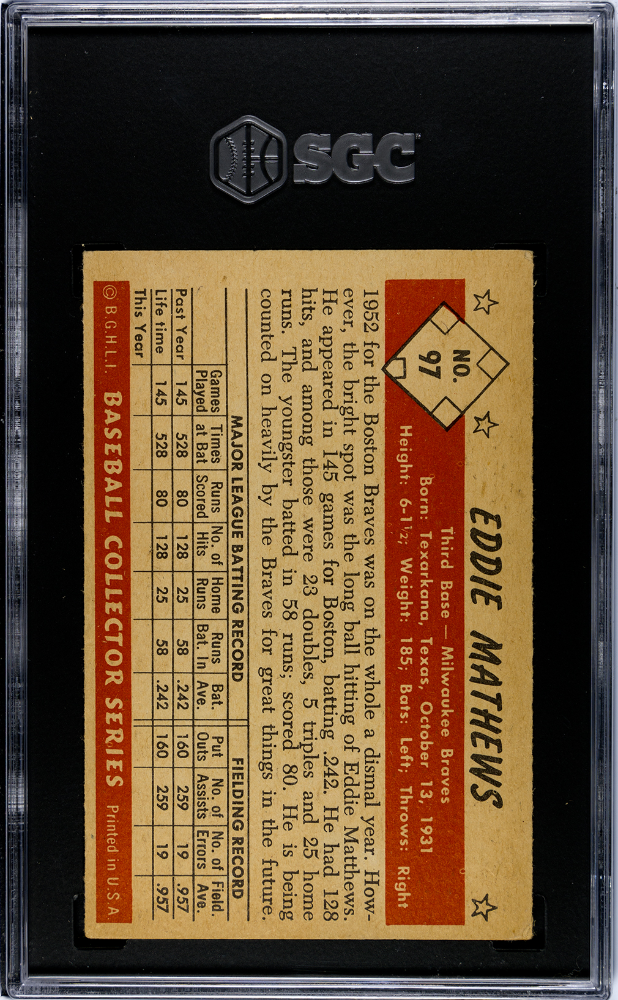 SGC
NO.
97
EDDIE MATHEWS
Third Base — Milwaukee Braves
Born: Texarkana, Texas, October 13, 1931
Height: 6-1½; Weight: 185; Bats: Left; Throws: Right
1952 for the Boston Braves was on the whole a dismal year. How-
ever, the bright spot was the long ball hitting of Eddie Matthews.
He appeared in 145 games for Boston, batting .242. He had 128
hits, and among those were 23 doubles, 5 triples and 25 home
runs. The youngster batted in 58 runs; scored 80. He is being
counted on heavily by the Braves for great things in the future.
MAJOR LEAGUE BATTING RECORD FIELDING RECORD
Games Times Runs No. of Home Runs Bat. Put No. of No. of Field.
Played at Bat Scored Hits Runs Bat. In Ave. Outs Assists Errors Ave.
Past Year 145 528 80 128 25 58 .242 160 259 19 .957
Life time 145 528 80 128 25 58 .242 160 259 19 .957
This Year
© B.G.H.L.I. BASEBALL COLLECTOR SERIES Printed in U.S.A.